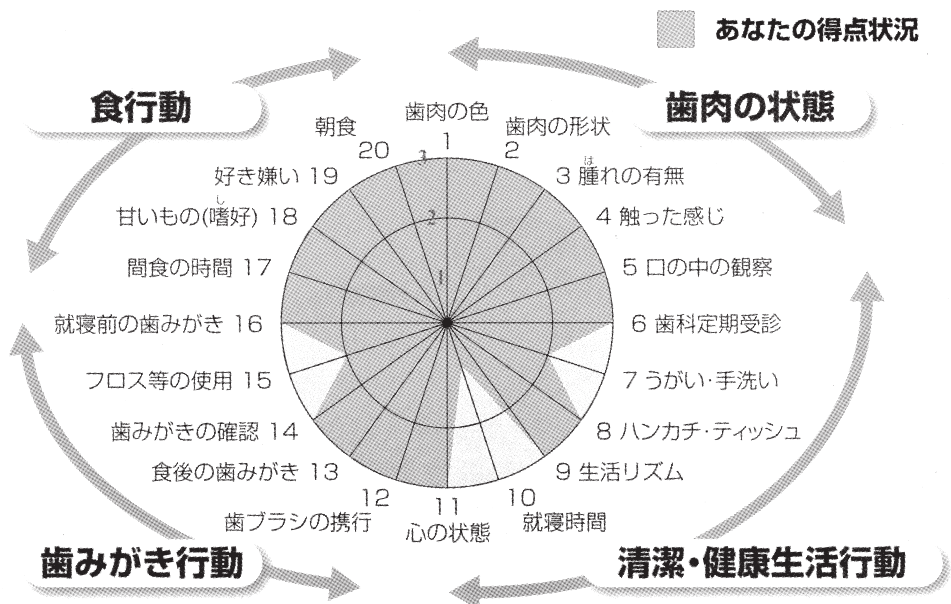 あなたの得点状況
食行動
歯肉の状態
歯みがき行動
清潔・健康生活行動
歯肉の色
1
歯肉の形状
2
3 腫れの有無
は
4 触った感じ
5 口の中の観察
6 歯科定期受診
7 うがい・手洗い
8 ハンカチ・ティッシュ
9 生活リズム
10
就寝時間
11
心の状態
12
歯ブラシの携行
食後の歯みがき 13
歯みがきの確認 14
フロス等の使用 15
就寝前の歯みがき 16
間食の時間 17
甘いもの(嗜好) 18
し
好き嫌い 19
朝食
20
3
2
1